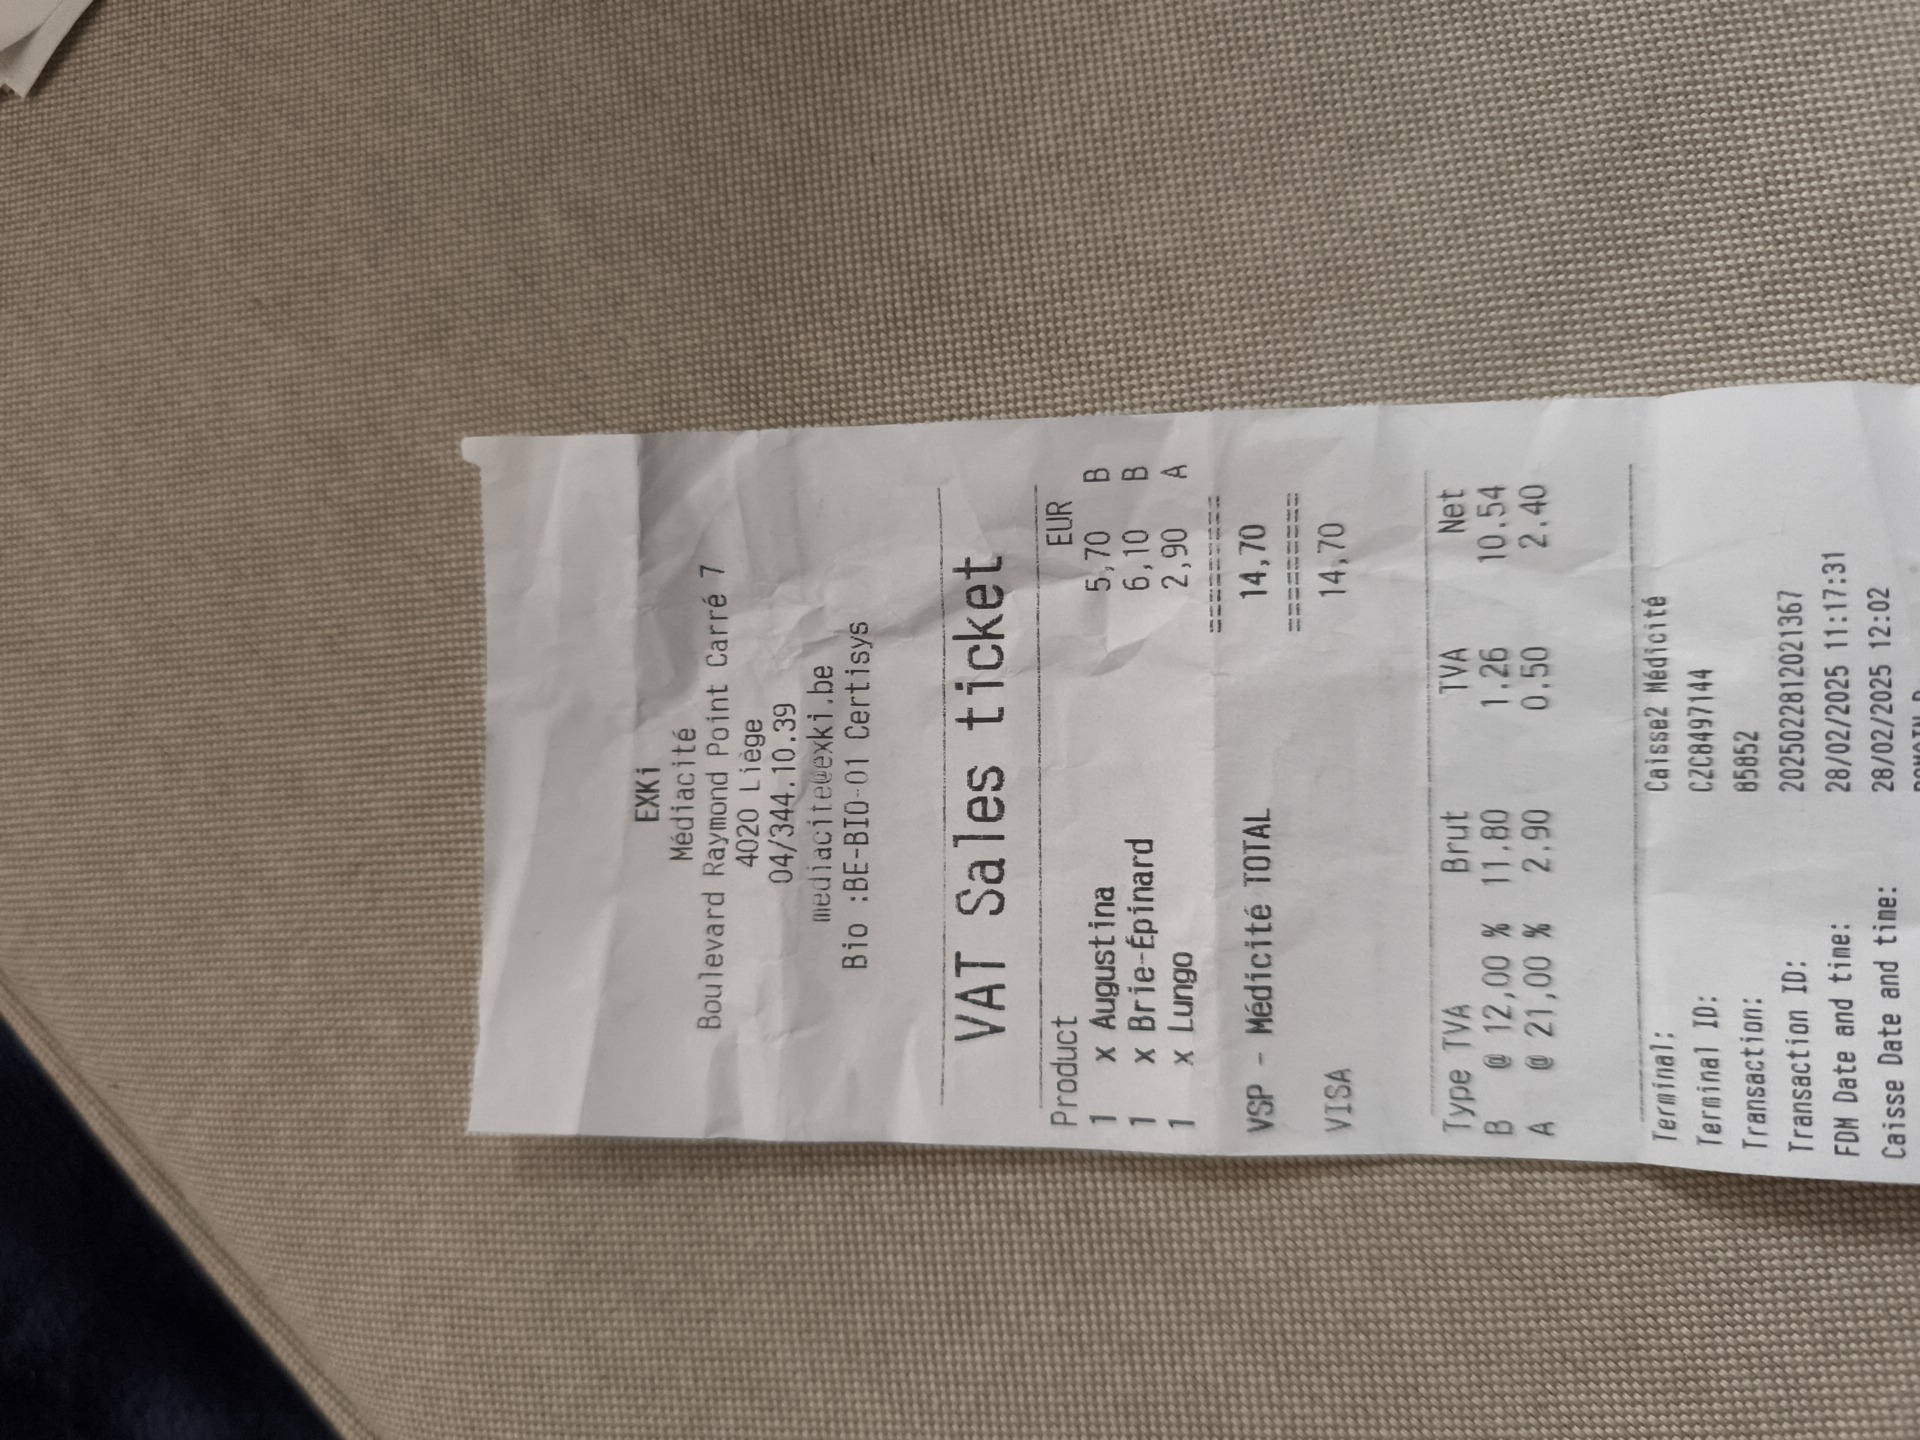 EXKi
Médiacité
Boulevard Raymond Point Carré 7
4020 Liège
04/344.10.39
mediacite@exki.be
Bio :BE-BIO-01 Certisys
VAT Sales ticket
Product EUR
1 x Augustina 5,70 B
1 x Brie-Épinard 6,10 B
1 x Lungo 2,90 A
=========
VSP - Médicité TOTAL 14,70
=========
VISA 14,70
Type TVA Brut TVA Net
B @ 12,00 % 11.80 1.26 10.54
A @ 21,00 % 2.90 0.50 2.40
Terminal: Caisse2 Médicité
Terminal ID: CZC8497144
Transaction: 85852
Transaction ID: 20250228120213​67
FDM Date and time: 28/02/2025 11:17:31
Caisse Date and time: 28/02/2025 12:02